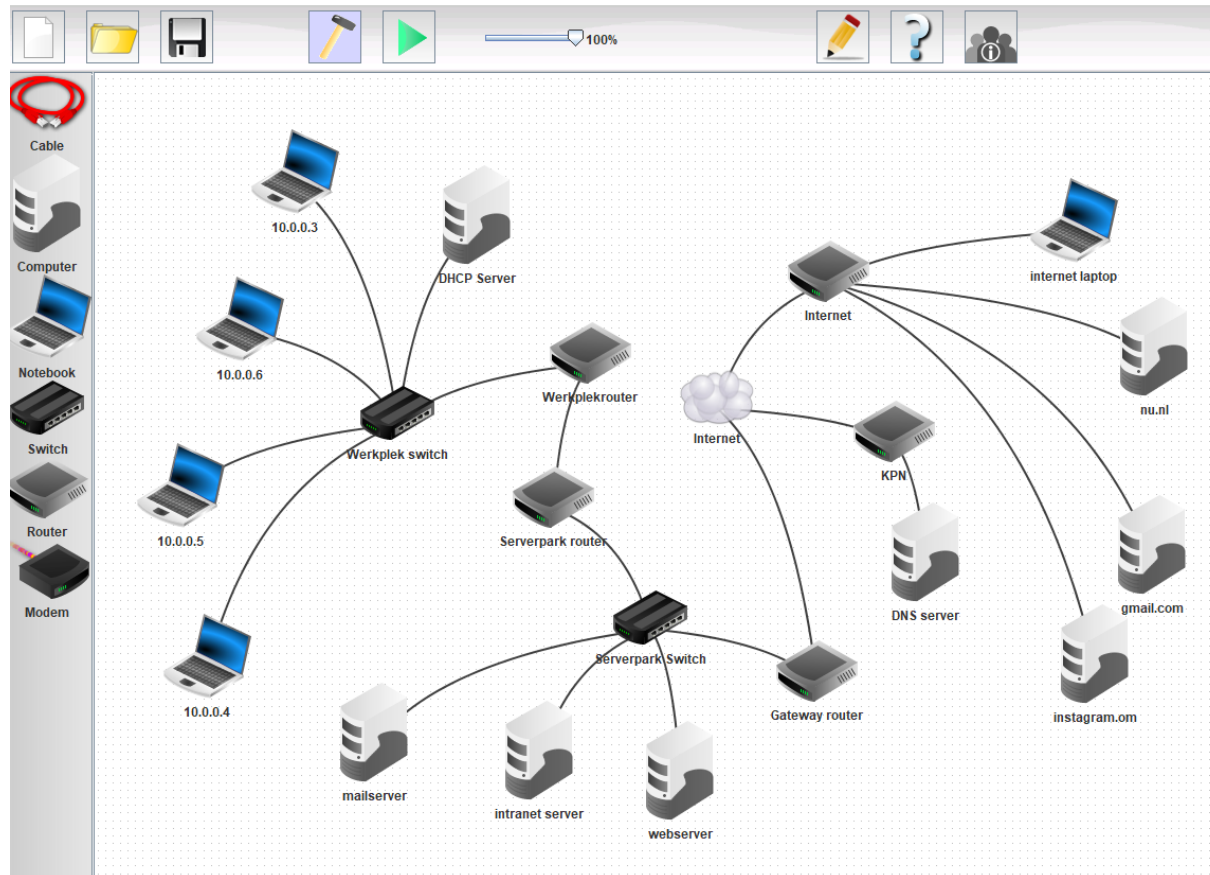 100%
Cable
Computer
Notebook
Switch
Router
Modem
10.0.0.3
DHCP Server
10.0.0.6
Werkplekrouter
Werkplek switch
10.0.0.5
Serverpark router
10.0.0.4
Serverpark Switch
mailserver
intranet server
webserver
Gateway router
internet laptop
Internet
nu.nl
Internet
KPN
DNS server
gmail.com
instagram.om